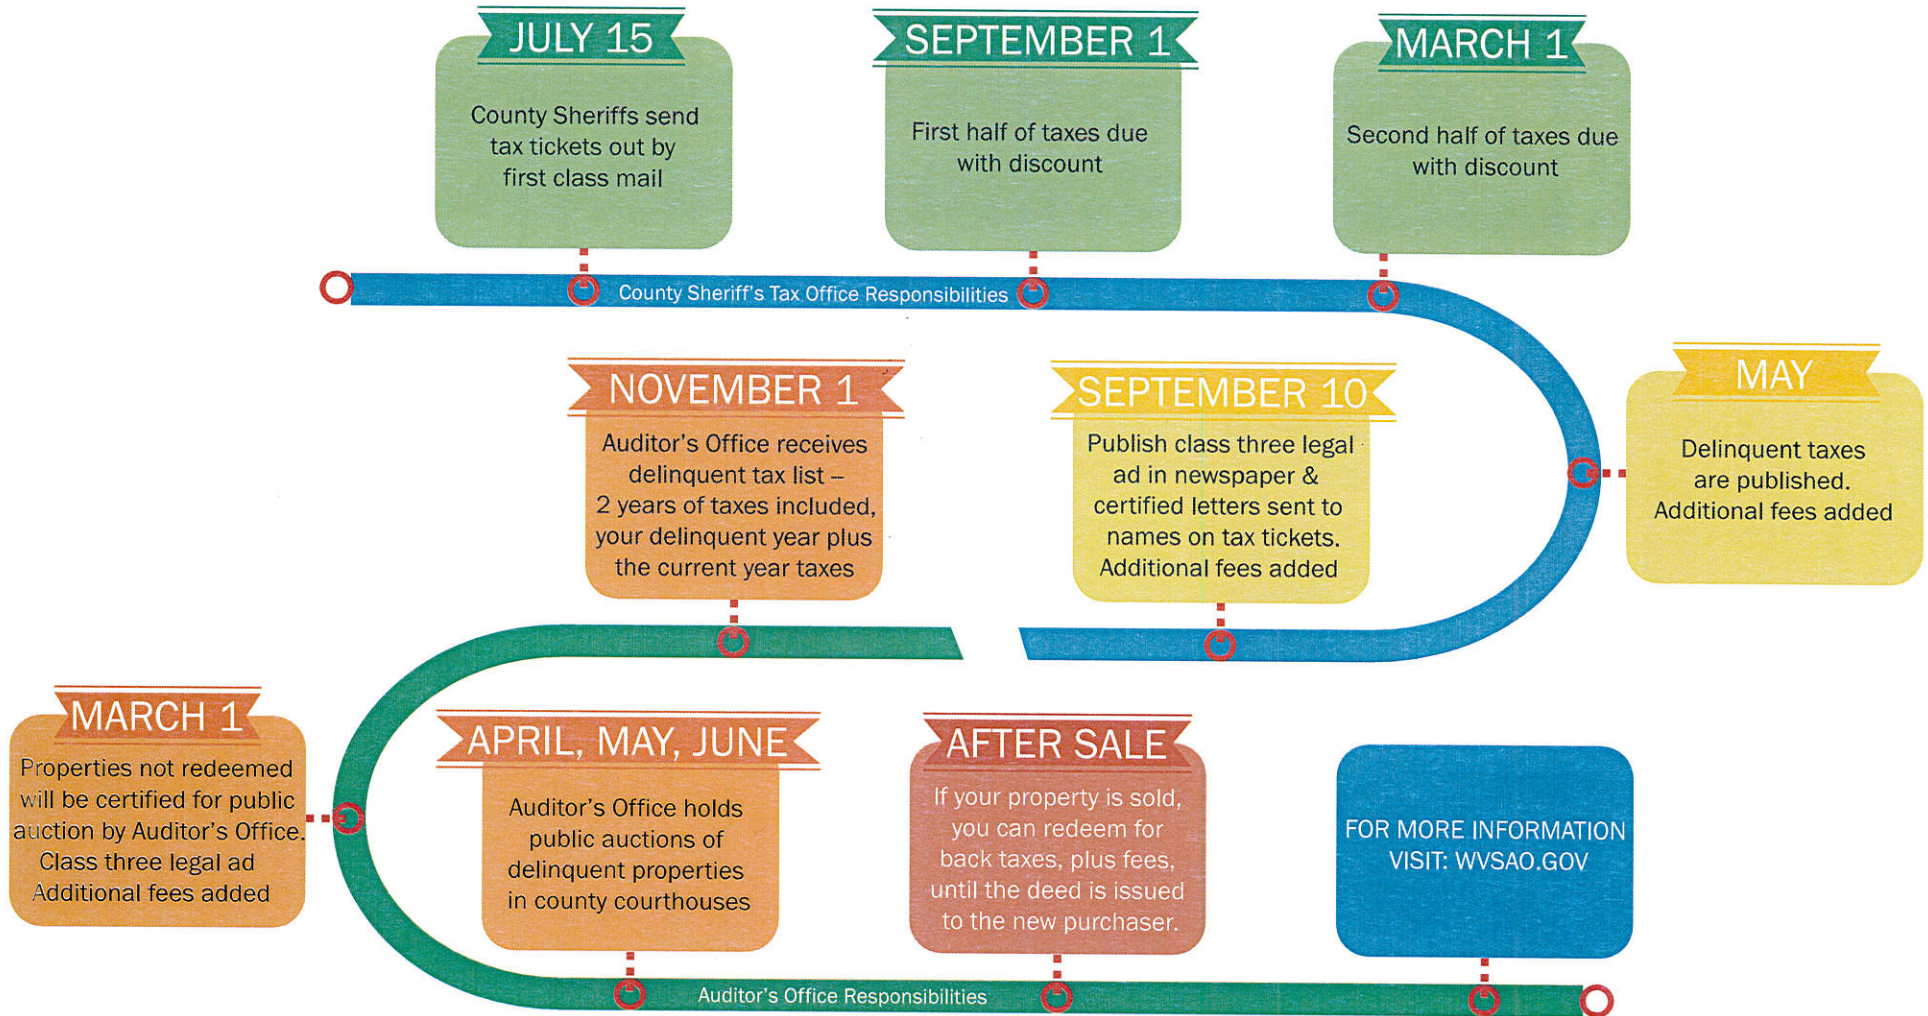 JULY 15
County Sheriffs send
tax tickets out by
first class mail
SEPTEMBER 1
First half of taxes due
with discount
MARCH 1
Second half of taxes due
with discount
County Sheriff's Tax Office Responsibilities
MAY
Delinquent taxes
are published.
Additional fees added
SEPTEMBER 10
Publish class three legal
ad in newspaper &
certified letters sent to
names on tax tickets.
Additional fees added
NOVEMBER 1
Auditor's Office receives
delinquent tax list –
2 years of taxes included,
your delinquent year plus
the current year taxes
MARCH 1
Properties not redeemed
will be certified for public
auction by Auditor's Office.
Class three legal ad
Additional fees added
APRIL, MAY, JUNE
Auditor's Office holds
public auctions of
delinquent properties
in county courthouses
AFTER SALE
If your property is sold,
you can redeem for
back taxes, plus fees,
until the deed is issued
to the new purchaser.
FOR MORE INFORMATION
VISIT: WVSAO.GOV
Auditor's Office Responsibilities